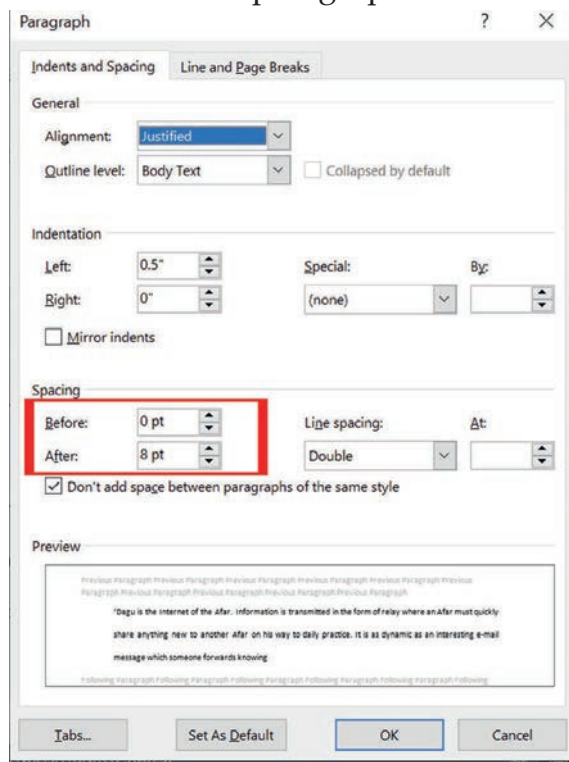 Paragraph ? ×
Indents and Spacing Line and Page Breaks
General
Alignment: Justified
Outline level: Body Text Collapsed by default
Indentation
Left: 0.5" Special: By:
Right: 0" (none)
Mirror indents
Spacing
Before: 0 pt Line spacing: At:
After: 8 pt Double
Don't add space between paragraphs of the same style
Preview
Previous Paragraph Previous Paragraph Previous Paragraph Previous Paragraph Previous Paragraph Previous
Paragraph Previous Paragraph Previous Paragraph Previous Paragraph Previous Paragraph
"Dagu is the Internet of the Afar. Information is transmitted in the form of relay where an Afar must quickly
share anything new to another Afar on his way to daily practice. It is as dynamic as an interesting e-mail
message which someone forwards knowing
Following Paragraph Following Paragraph Following Paragraph Following Paragraph Following Paragraph Following
Tabs... Set As Default OK Cancel